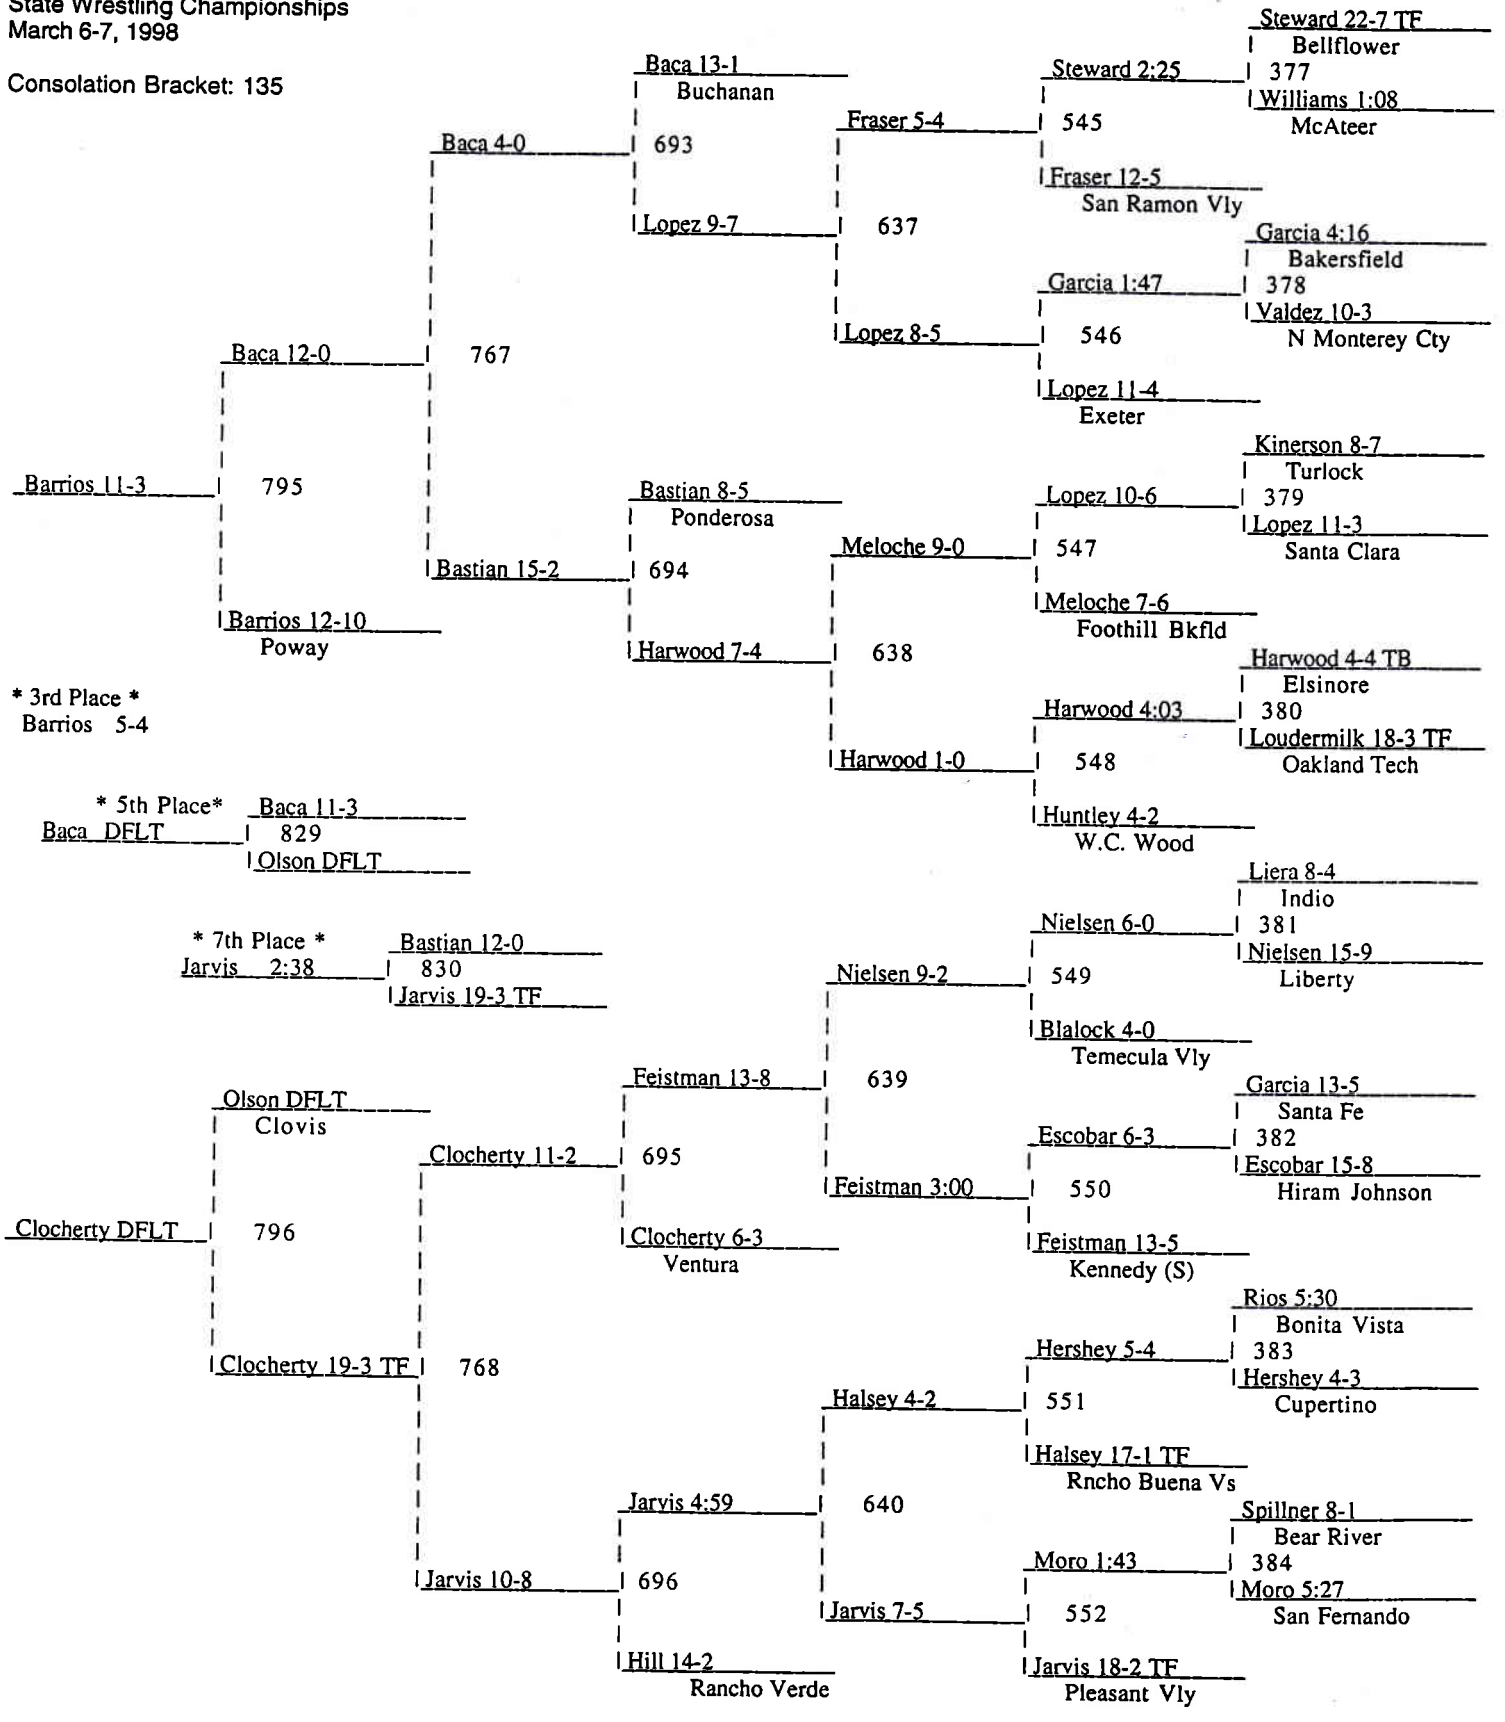 State Wrestling Championships
March 6-7, 1998
Consolation Bracket: 135
Steward 22-7 TF
Bellflower
377
Williams 1:08
McAteer
Steward 2:25
545
Fraser 12-5
San Ramon Vly
Garcia 4:16
Bakersfield
378
Valdez 10-3
N Monterey Cty
Garcia 1:47
546
Lopez 11-4
Exeter
Fraser 5-4
637
Lopez 8-5
Baca 13-1
Buchanan
693
Lopez 9-7
Baca 4-0
767
Baca 12-0
795
Barrios 11-3
Barrios 12-10
Poway
Kinerson 8-7
Turlock
379
Lopez 11-3
Santa Clara
Lopez 10-6
547
Meloche 7-6
Foothill Bkfld
Harwood 4-4 TB
Elsinore
380
Loudermilk 18-3 TF
Oakland Tech
Harwood 4:03
548
Huntley 4-2
W.C. Wood
Meloche 9-0
638
Harwood 1-0
Bastian 8-5
Ponderosa
694
Harwood 7-4
Bastian 15-2
* 3rd Place *
Barrios 5-4
* 5th Place*
Baca DFLT
Baca 11-3
829
Olson DFLT
* 7th Place *
Jarvis 2:38
Bastian 12-0
830
Jarvis 19-3 TF
Liera 8-4
Indio
381
Nielsen 15-9
Liberty
Nielsen 6-0
549
Blalock 4-0
Temecula Vly
Garcia 13-5
Santa Fe
382
Escobar 15-8
Hiram Johnson
Escobar 6-3
550
Feistman 13-5
Kennedy (S)
Nielsen 9-2
639
Feistman 3:00
Feistman 13-8
695
Clocherty 6-3
Ventura
Clocherty 11-2
Olson DFLT
Clovis
796
Clocherty DFLT
Clocherty 19-3 TF
768
Rios 5:30
Bonita Vista
383
Hershey 4-3
Cupertino
Hershey 5-4
551
Halsey 17-1 TF
Rncho Buena Vs
Spillner 8-1
Bear River
384
Moro 5:27
San Fernando
Moro 1:43
552
Jarvis 18-2 TF
Pleasant Vly
Halsey 4-2
640
Jarvis 7-5
Jarvis 4:59
696
Hill 14-2
Rancho Verde
Jarvis 10-8